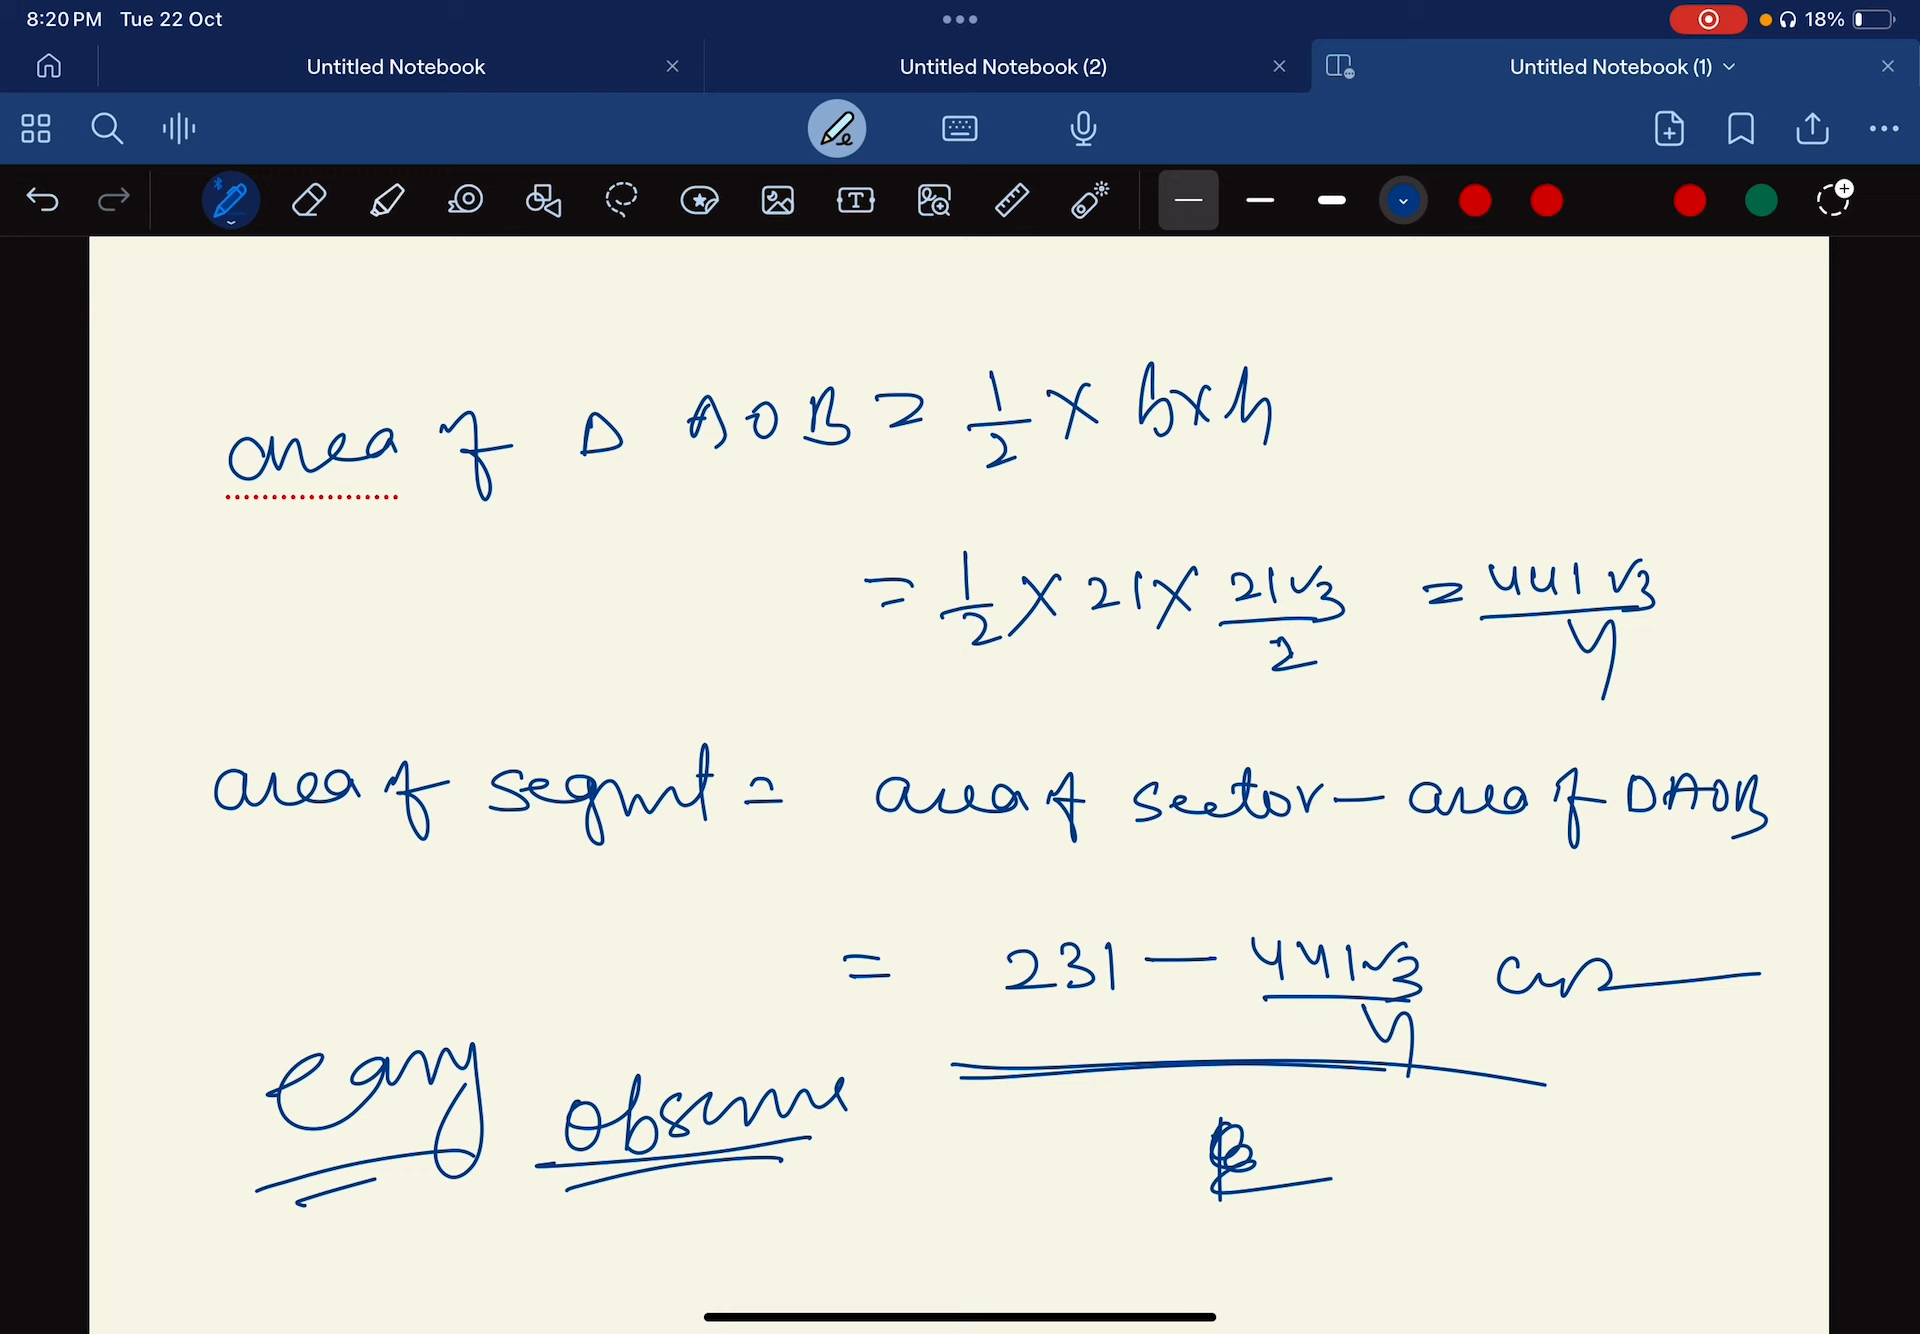 8:20 PM Tue 22 Oct 18%
Untitled Notebook Untitled Notebook (2) Untitled Notebook (1)
area of Δ AOB = 1/2 × b×h
= 1/2 × 21 × 21√3/2 = 441√3/4
area of segmt = area of sector - area of ΔAOB
= 231 - 441√3/4 cm²
easy